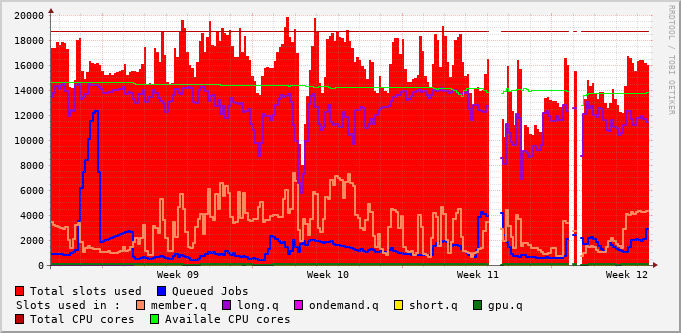 20000
18000
16000
14000
12000
10000
8000
6000
4000
2000
0
Week 09 Week 10 Week 11 Week 12
RRDTOOL / TOBI OETIKER
Total slots used Queued Jobs
Slots used in : member.q long.q ondemand.q short.q gpu.q
Total CPU cores Availale CPU cores